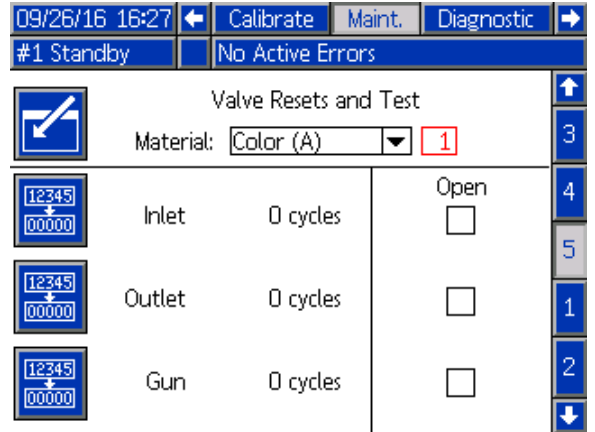 09/26/16 16:27 Calibrate Maint. Diagnostic
#1 Standby No Active Errors
Valve Resets and Test
Material: Color (A) 1
3
Open
4
12345
00000
Inlet 0 cycles
5
12345
00000
Outlet 0 cycles
1
12345
00000
Gun 0 cycles
2